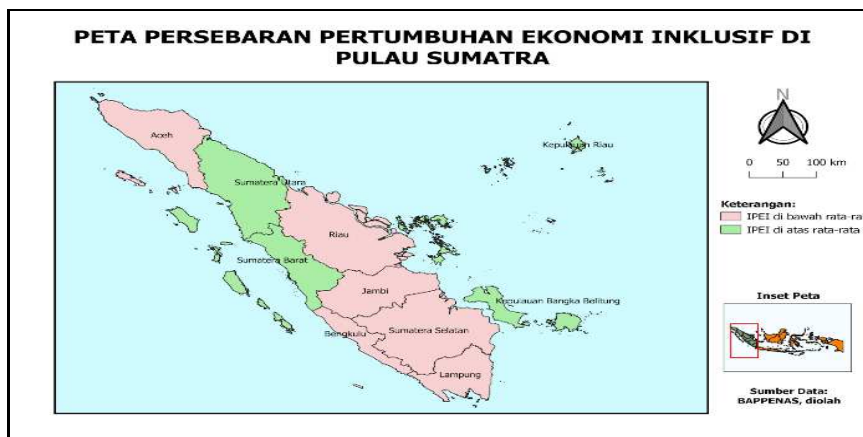 PETA PERSEBARAN PERTUMBUHAN EKONOMI INKLUSIF DI
PULAU SUMATRA
Aceh
Sumatera Utara
Kepulauan Riau
Riau
Sumatera Barat
Jambi
Kepulauan Bangka Belitung
Bengkulu
Sumatera Selatan
Lampung
N
0 50 100 km
Keterangan:
IPEI di bawah rata-ra
IPEI di atas rata-rata
Inset Peta
Sumber Data:
BAPPENAS, diolah